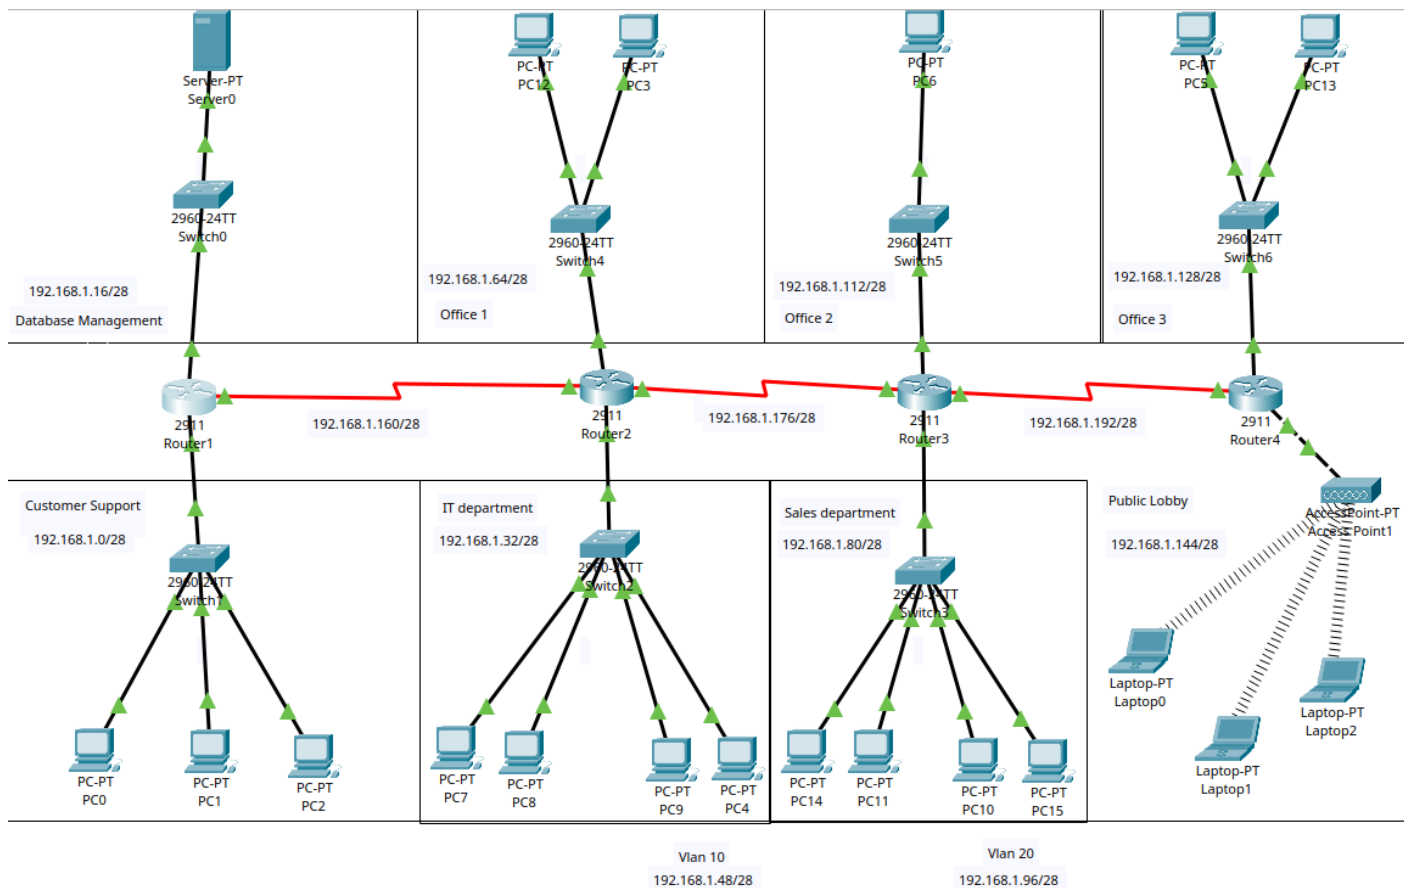 Server-PT
Server0
2960-24TT
Switch0
192.168.1.16/28
Database Management
PC-PT
PC12
PC-PT
PC3
2960-24TT
Switch4
192.168.1.64/28
Office 1
PC-PT
PC6
2960-24TT
Switch5
192.168.1.112/28
Office 2
PC-PT
PC5
PC-PT
PC13
2960-24TT
Switch6
192.168.1.128/28
Office 3
2911
Router1
192.168.1.160/28
2911
Router2
192.168.1.176/28
2911
Router3
192.168.1.192/28
2911
Router4
Customer Support
192.168.1.0/28
2960-24TT
Switch1
PC-PT
PC0
PC-PT
PC1
PC-PT
PC2
IT department
192.168.1.32/28
2960-24TT
Switch2
PC-PT
PC7
PC-PT
PC8
PC-PT
PC9
PC-PT
PC4
Sales department
192.168.1.80/28
2960-24TT
Switch3
PC-PT
PC14
PC-PT
PC11
PC-PT
PC10
PC-PT
PC15
Public Lobby
192.168.1.144/28
AccessPoint-PT
Access Point1
Laptop-PT
Laptop0
Laptop-PT
Laptop2
Laptop-PT
Laptop1
Vlan 10
192.168.1.48/28
Vlan 20
192.168.1.96/28